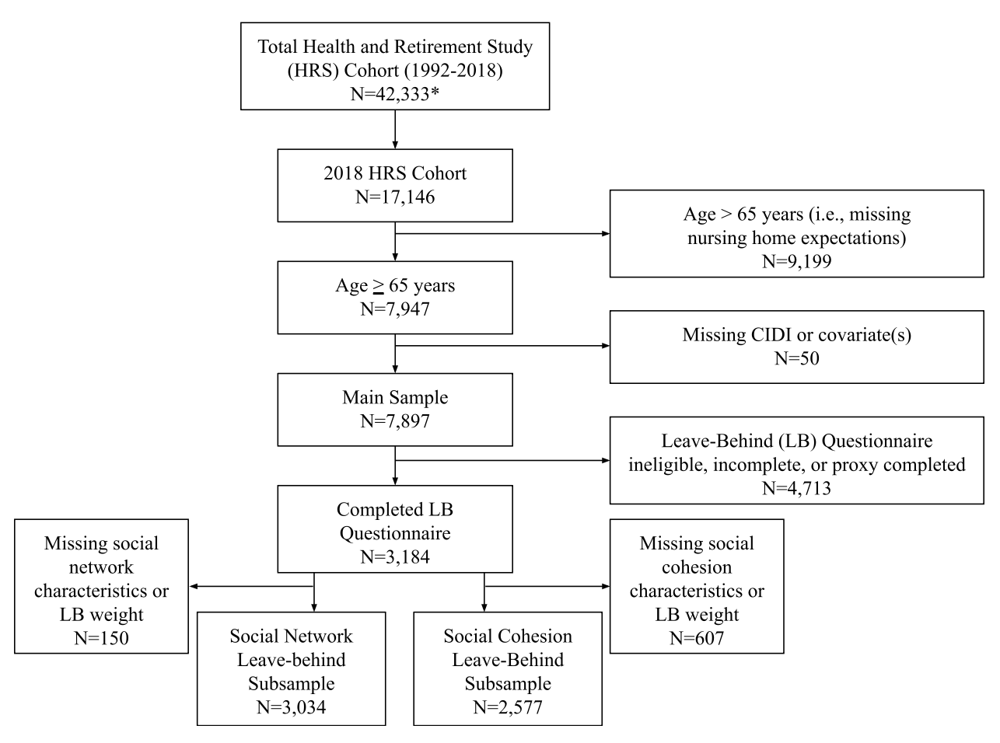 Total Health and Retirement Study
(HRS) Cohort (1992-2018)
N=42,333*
2018 HRS Cohort
N=17,146
Age > 65 years (i.e., missing
nursing home expectations)
N=9,199
Age ≥ 65 years
N=7,947
Missing CIDI or covariate(s)
N=50
Main Sample
N=7,897
Leave-Behind (LB) Questionnaire
ineligible, incomplete, or proxy completed
N=4,713
Completed LB
Questionnaire
N=3,184
Missing social
network
characteristics or
LB weight
N=150
Missing social
cohesion
characteristics or
LB weight
N=607
Social Network
Leave-behind
Subsample
N=3,034
Social Cohesion
Leave-Behind
Subsample
N=2,577